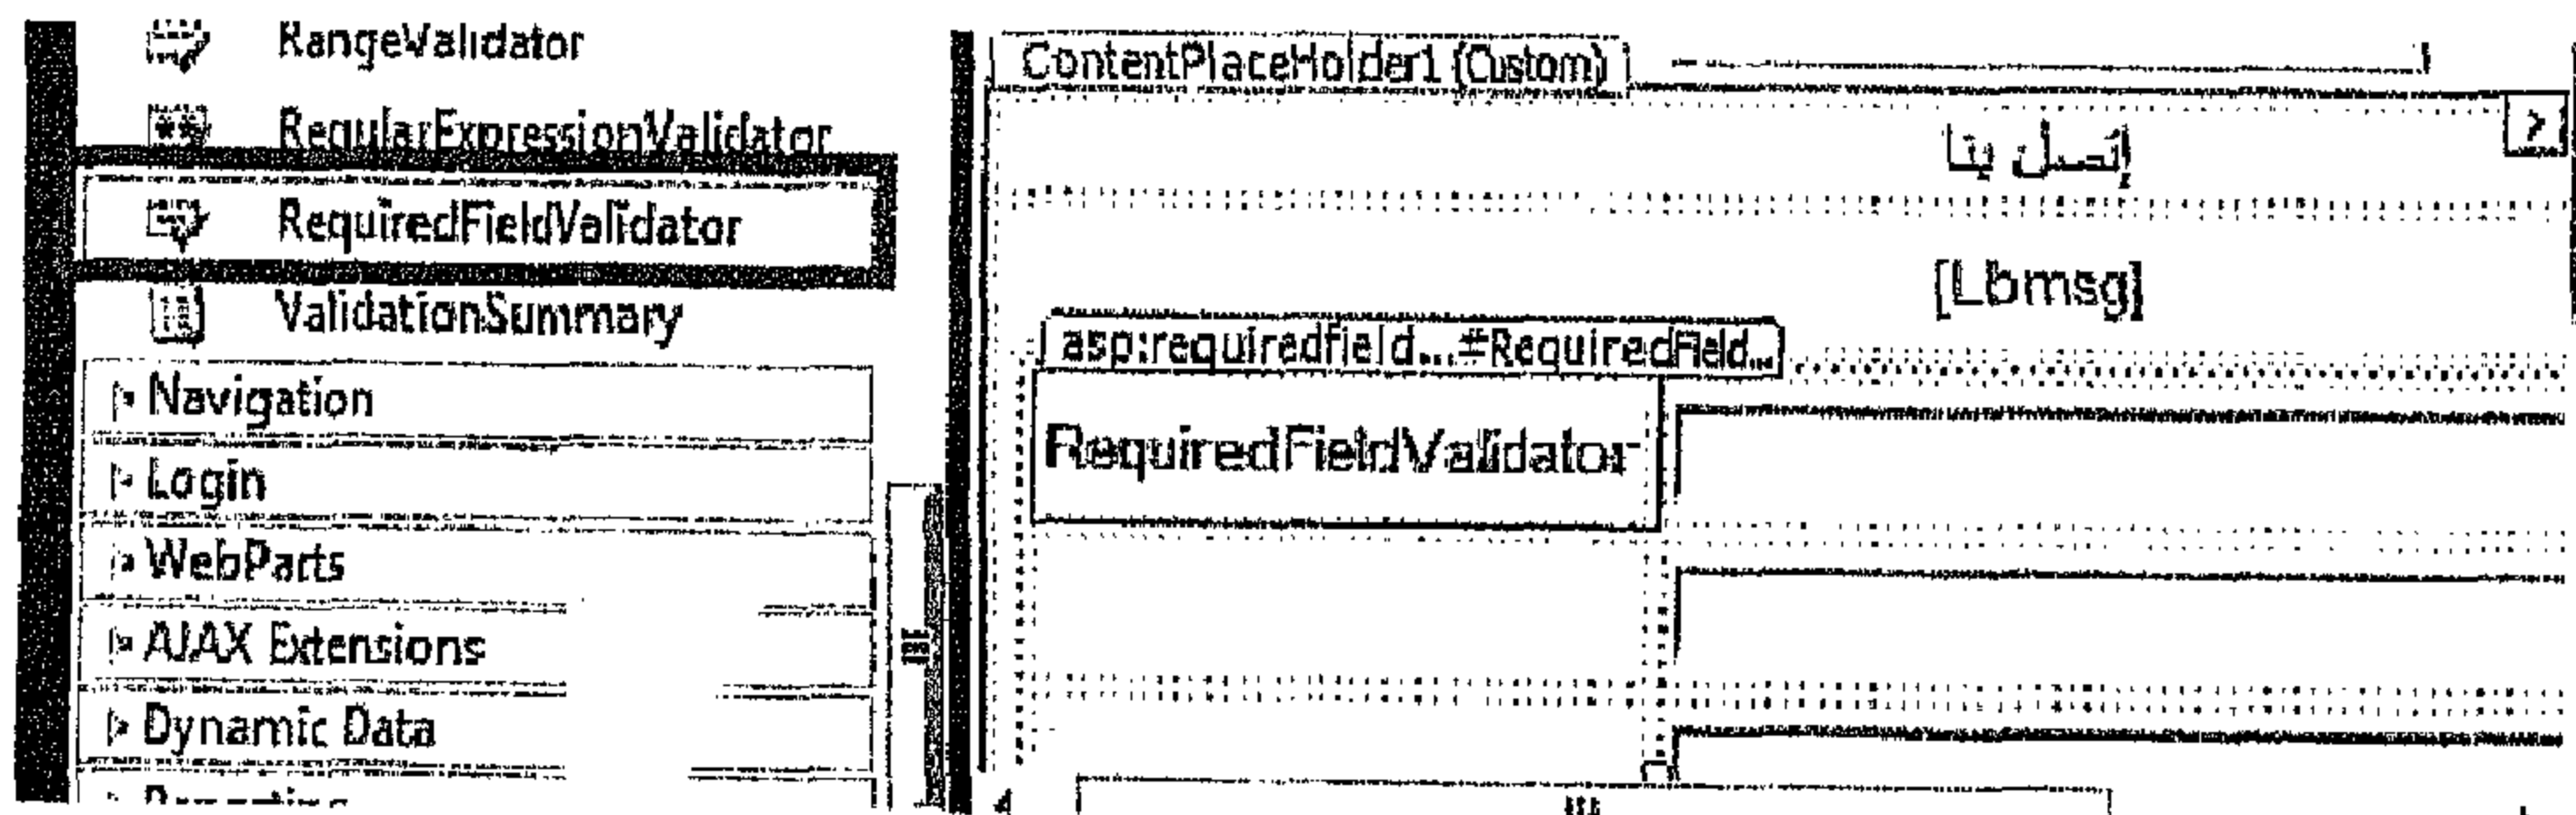 RangeValidator
RegularExpressionValidator
RequiredFieldValidator
ValidationSummary
Navigation
Login
WebParts
AJAX Extensions
Dynamic Data
ContentPlaceHolder1 (Custom)
إتصل بنا
[Lbmsg]
asp:requiredfield...#RequiredField...
RequiredFieldValidator